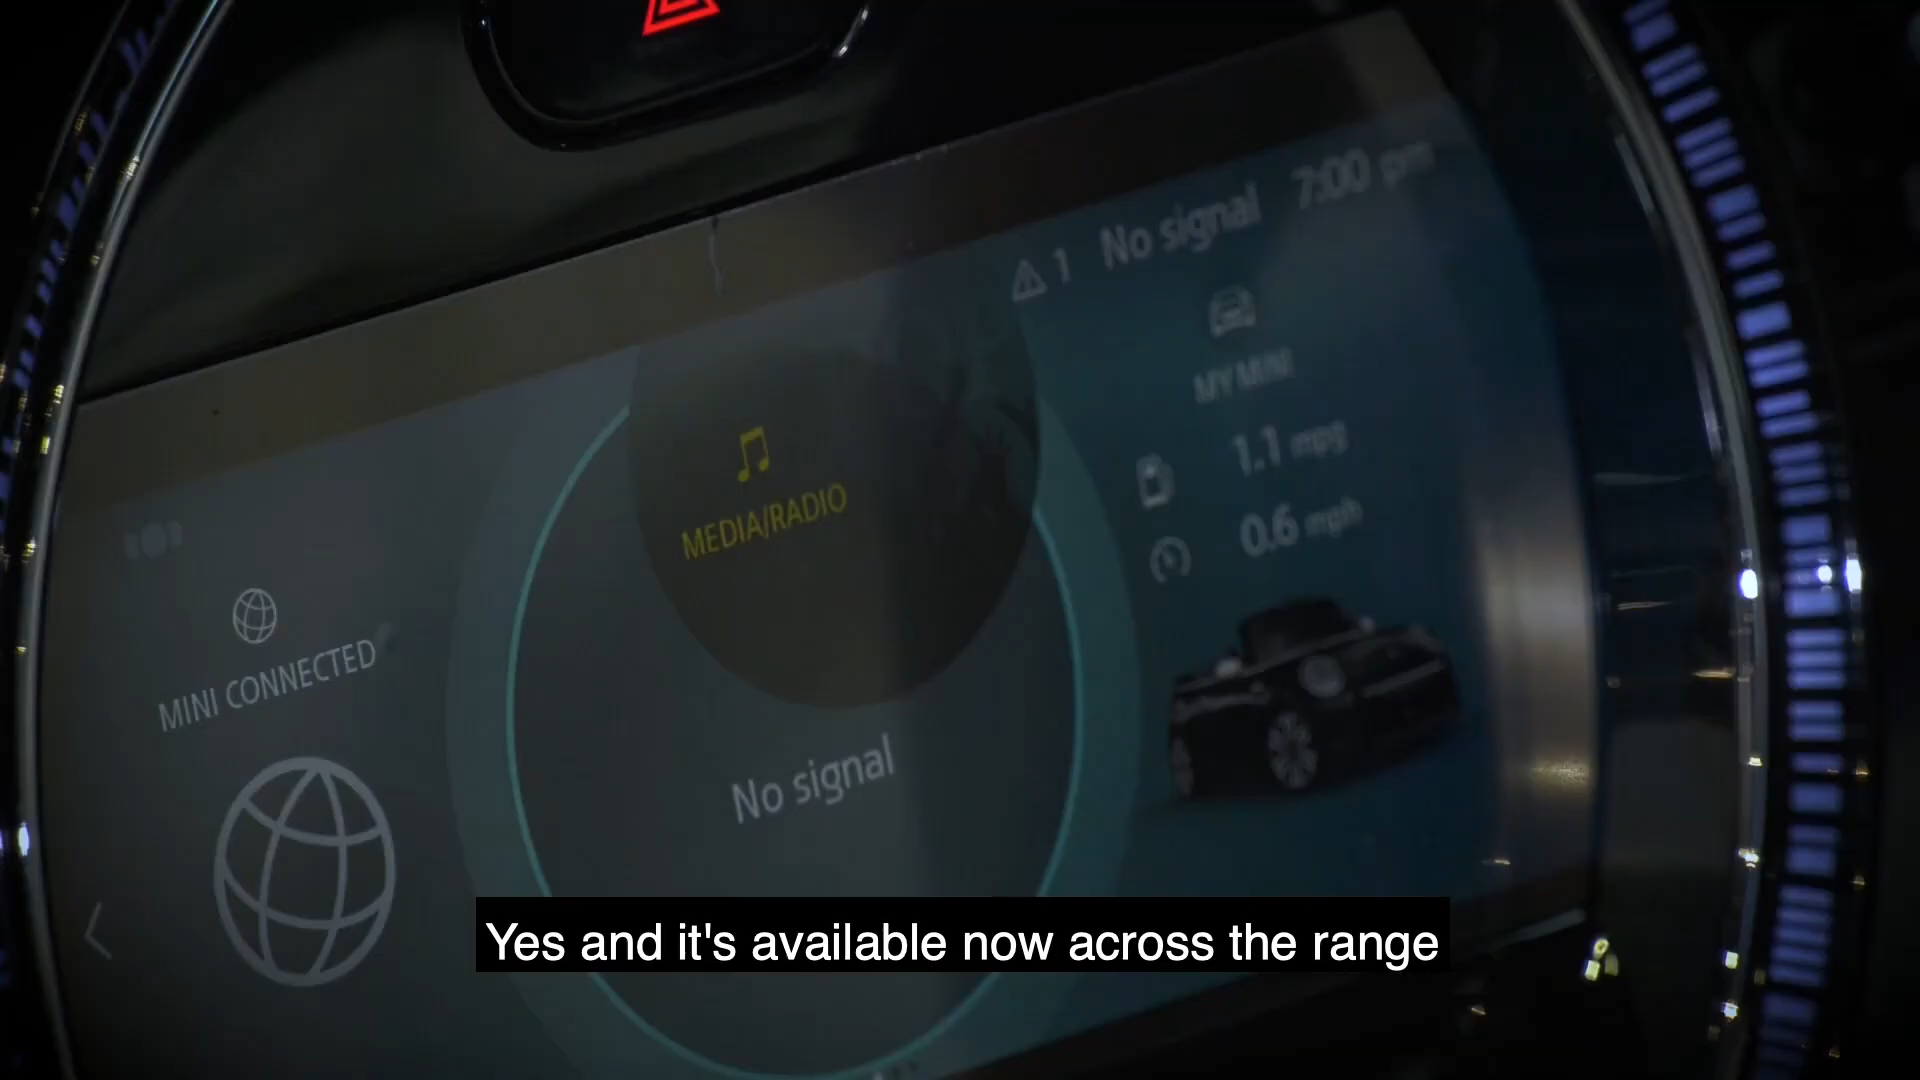 1 No signal 7:00 pm
MY MINI
1.1 mpg
0.6 mph
MEDIA/RADIO
No signal
MINI CONNECTED
Yes and it's available now across the range